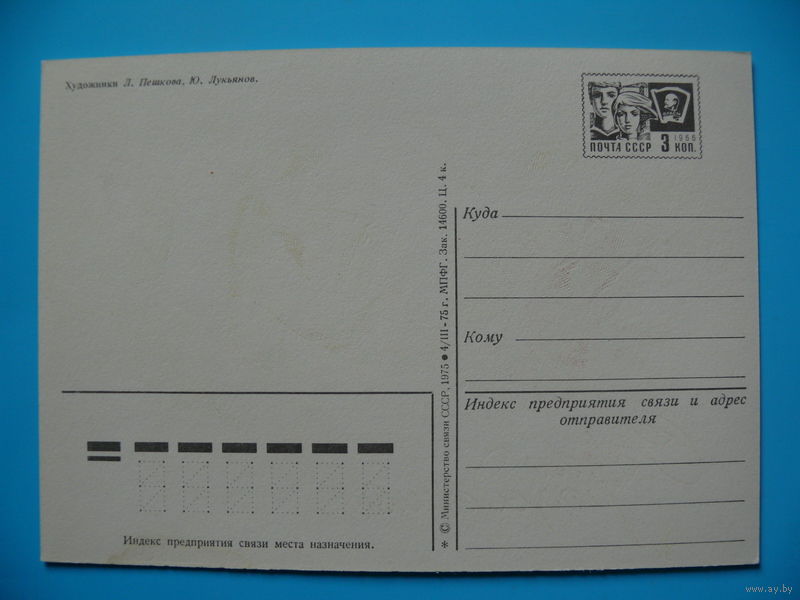 Художники Л. Пешкова, Ю. Лукьянов.
1966
ПОЧТА СССР 3 КОП.
Куда
Кому
Индекс предприятия связи и адрес
отправителя
* © Министерство связи СССР, 1975 ● 4/III-75 г., МПФГ. Зак. 14600. Ц. 4 к.
Индекс предприятия связи места назначения.
www.ay.by